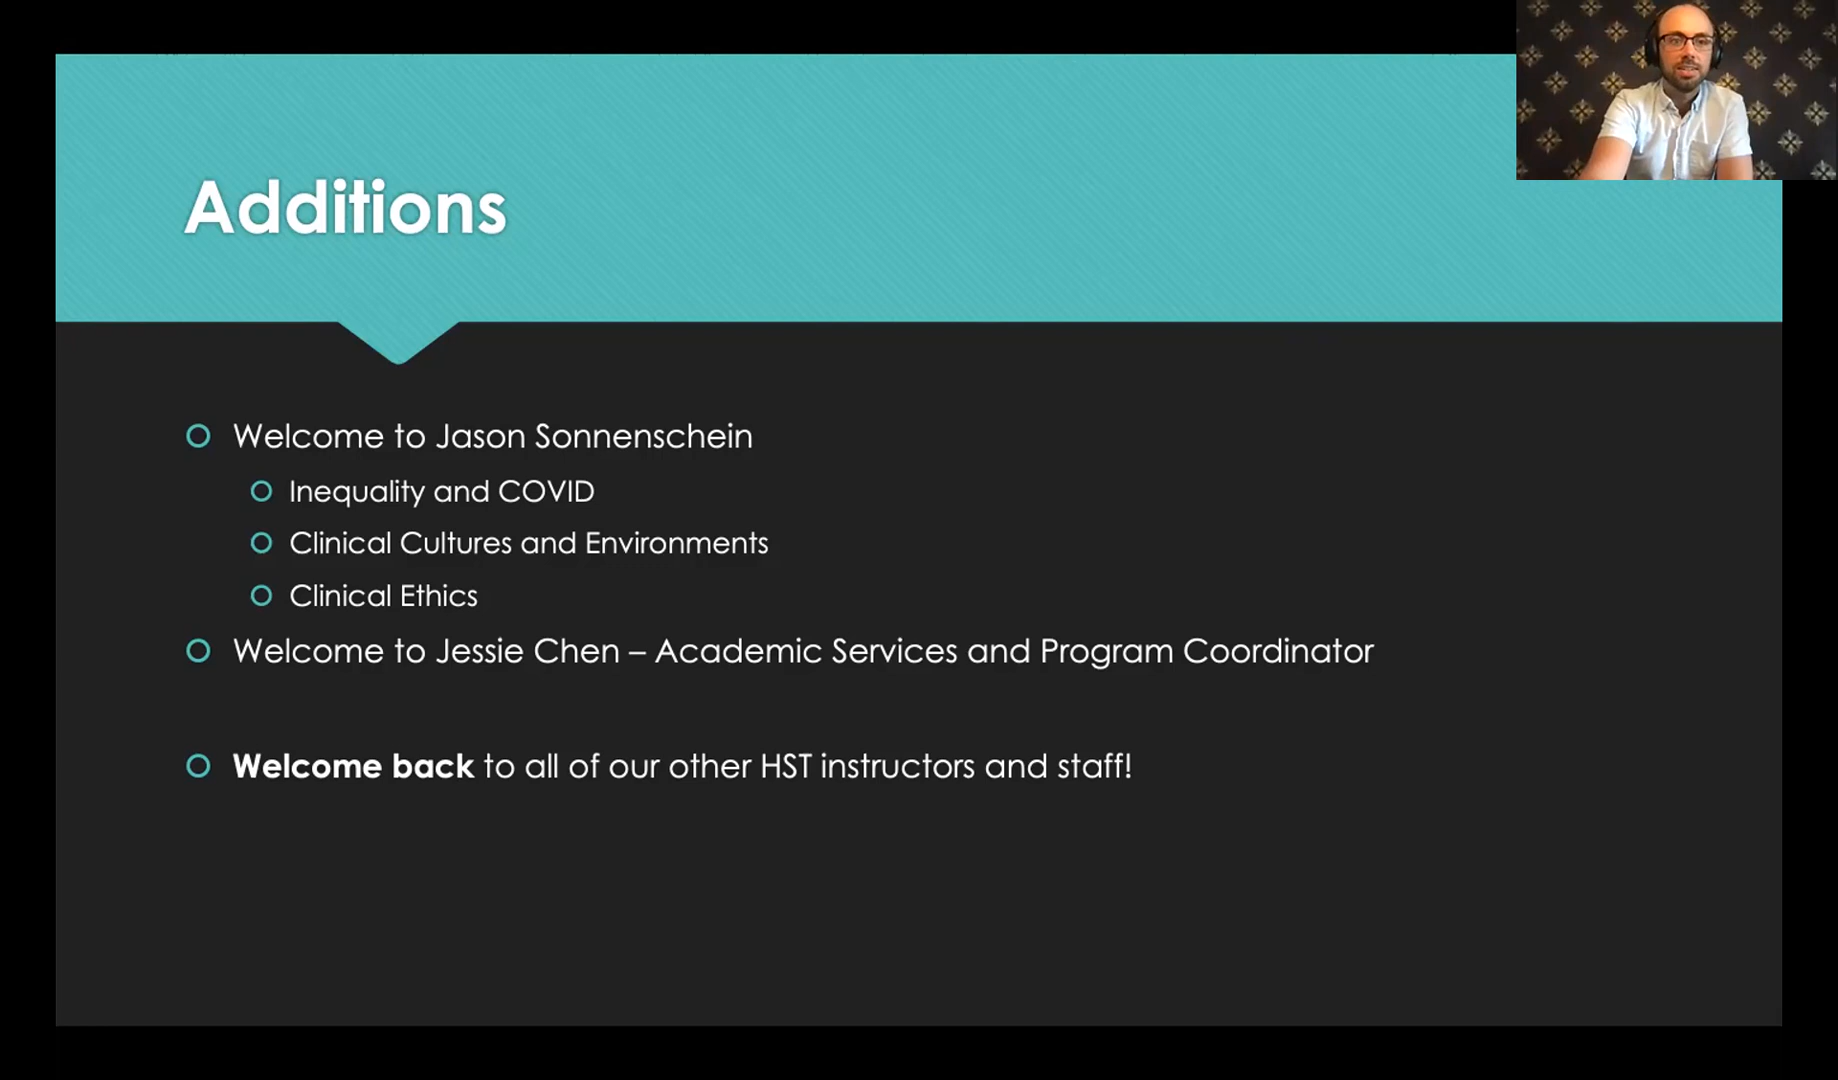 Additions
Welcome to Jason Sonnenschein
Inequality and COVID
Clinical Cultures and Environments
Clinical Ethics
Welcome to Jessie Chen – Academic Services and Program Coordinator
Welcome back to all of our other HST instructors and staff!